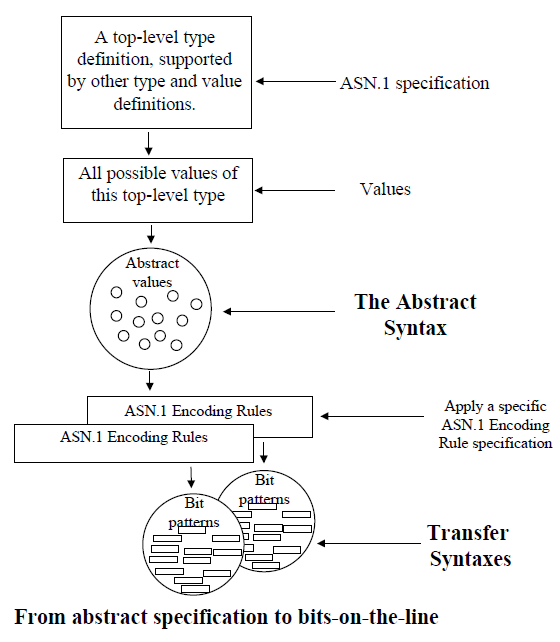 A top-level type
definition, supported
by other type and value
definitions.
ASN.1 specification
All possible values of
this top-level type
Values
Abstract
values
The Abstract
Syntax
ASN.1 Encoding Rules
ASN.1 Encoding Rules
Apply a specific
ASN.1 Encoding
Rule specification
Bit
patterns
Bit
patterns
Transfer
Syntaxes
From abstract specification to bits-on-the-line